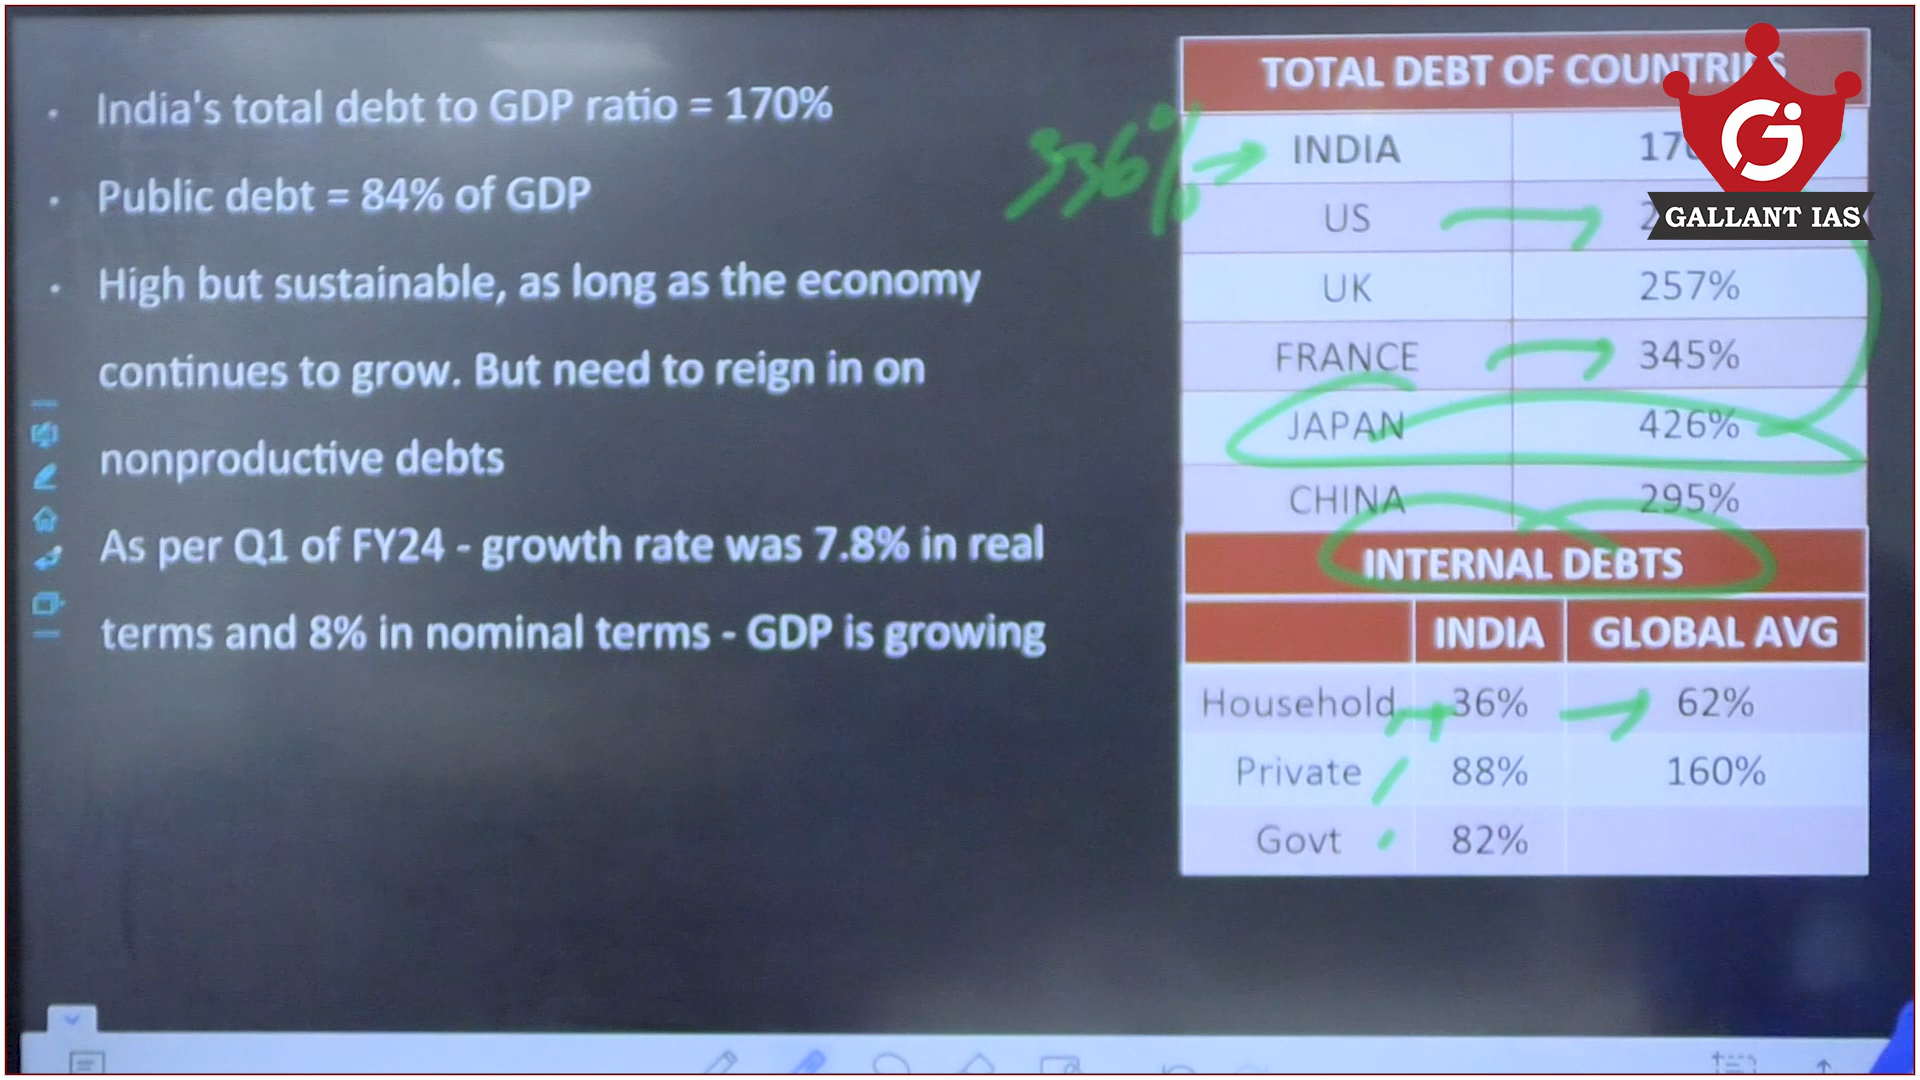 India's total debt to GDP ratio = 170%
Public debt = 84% of GDP
High but sustainable, as long as the economy
continues to grow. But need to reign in on
nonproductive debts
As per Q1 of FY24 - growth rate was 7.8% in real
terms and 8% in nominal terms - GDP is growing
336%
TOTAL DEBT OF COUNTRIES
INDIA
US
UK 257%
FRANCE 345%
JAPAN 426%
CHINA 295%
INTERNAL DEBTS
INDIA GLOBAL AVG
Household 36% 62%
Private 88% 160%
Govt 82%
GALLANT IAS